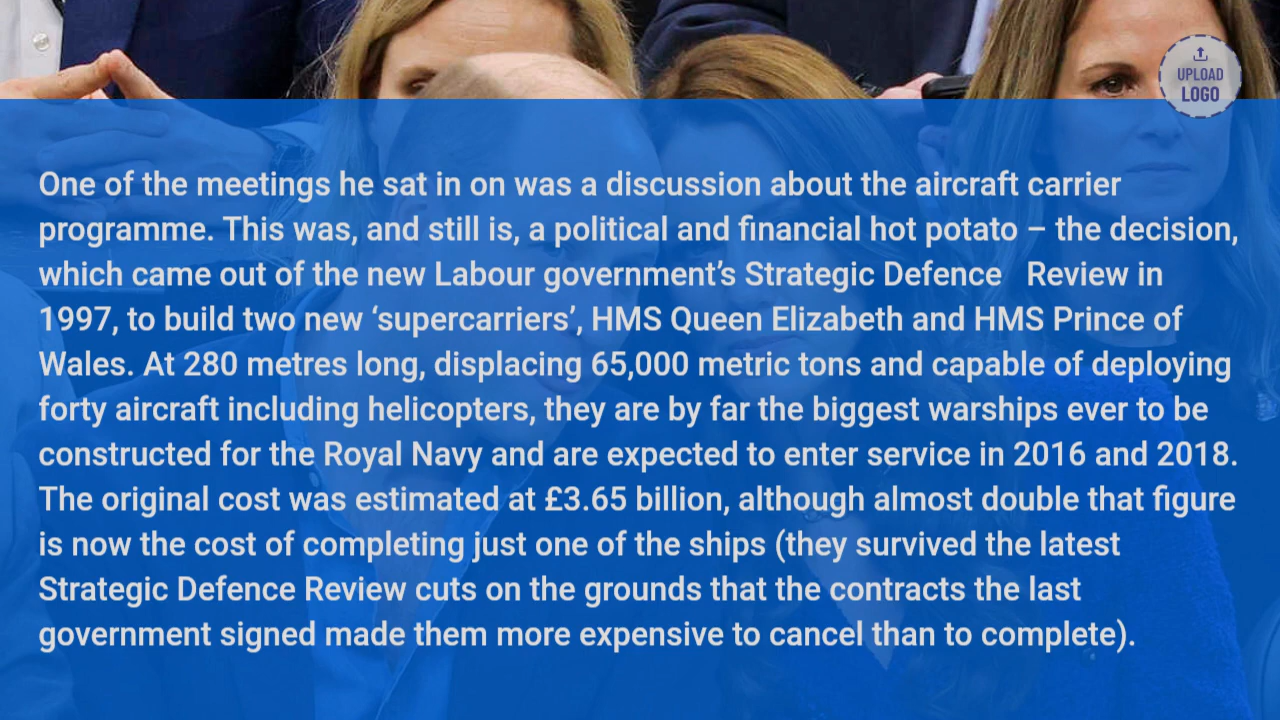 UPLOAD
LOGO
One of the meetings he sat in on was a discussion about the aircraft carrier
programme. This was, and still is, a political and financial hot potato – the decision,
which came out of the new Labour government’s Strategic Defence   Review in
1997, to build two new ‘supercarriers’, HMS Queen Elizabeth and HMS Prince of
Wales. At 280 metres long, displacing 65,000 metric tons and capable of deploying
forty aircraft including helicopters, they are by far the biggest warships ever to be
constructed for the Royal Navy and are expected to enter service in 2016 and 2018.
The original cost was estimated at £3.65 billion, although almost double that figure
is now the cost of completing just one of the ships (they survived the latest
Strategic Defence Review cuts on the grounds that the contracts the last
government signed made them more expensive to cancel than to complete).